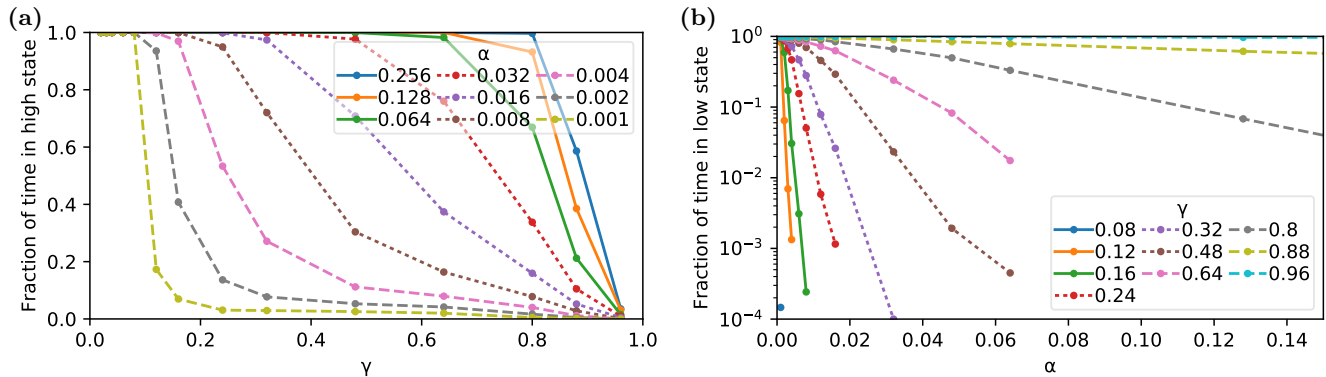 (a)
Fraction of time in high state
1.0
0.8
0.6
0.4
0.2
0.0
α
0.256 0.032 0.004
0.128 0.016 0.002
0.064 0.008 0.001
0.0 0.2 0.4 0.6 0.8 1.0
γ
(b)
Fraction of time in low state
10⁰
10⁻¹
10⁻²
10⁻³
10⁻⁴
γ
0.08 0.32 0.8
0.12 0.48 0.88
0.16 0.64 0.96
0.24
0.00 0.02 0.04 0.06 0.08 0.10 0.12 0.14
α